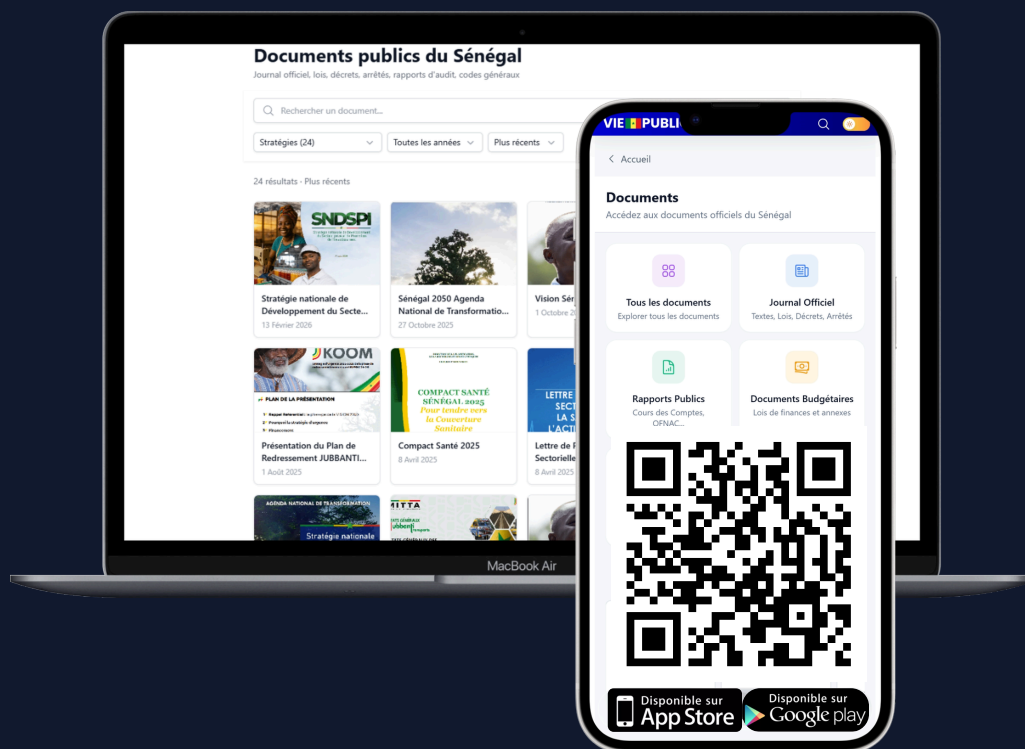 Documents publics du Sénégal
Journal officiel, lois, décrets, arrêtés, rapports d'audit, codes généraux
Rechercher un document...
Stratégies (24)
Toutes les années
Plus récents
24 résultats - Plus récents
SNDSPI
Stratégie nationale de
Développement du Secte...
13 Février 2026
Sénégal 2050 Agenda
National de Transformatio...
27 Octobre 2025
Vision Sér
1 Octobre 2
KOOM
PLAN DE LA PRÉSENTATION
Présentation du Plan de
Redressement JUBBANTI...
1 Août 2025
COMPACT SANTÉ
SÉNÉGAL 2025
Pour tendre vers
la Couverture
Sanitaire
Compact Santé 2025
8 Avril 2025
LETTRE
SECT
LA S
L'ACTI
Lettre de P
Sectorielle
8 Avril 2025
AGENDA NATIONAL DE TRANSFORMATION
Stratégie nationale
MITTA
MacBook Air
VIE PUBLI
Accueil
Documents
Accédez aux documents officiels du Sénégal
Tous les documents
Explorer tous les documents
Journal Officiel
Textes, Lois, Décrets, Arrêtés
Rapports Publics
Cours des Comptes,
OFNAC...
Documents Budgétaires
Lois de finances et annexes
Disponible sur
App Store
Disponible sur
Google play